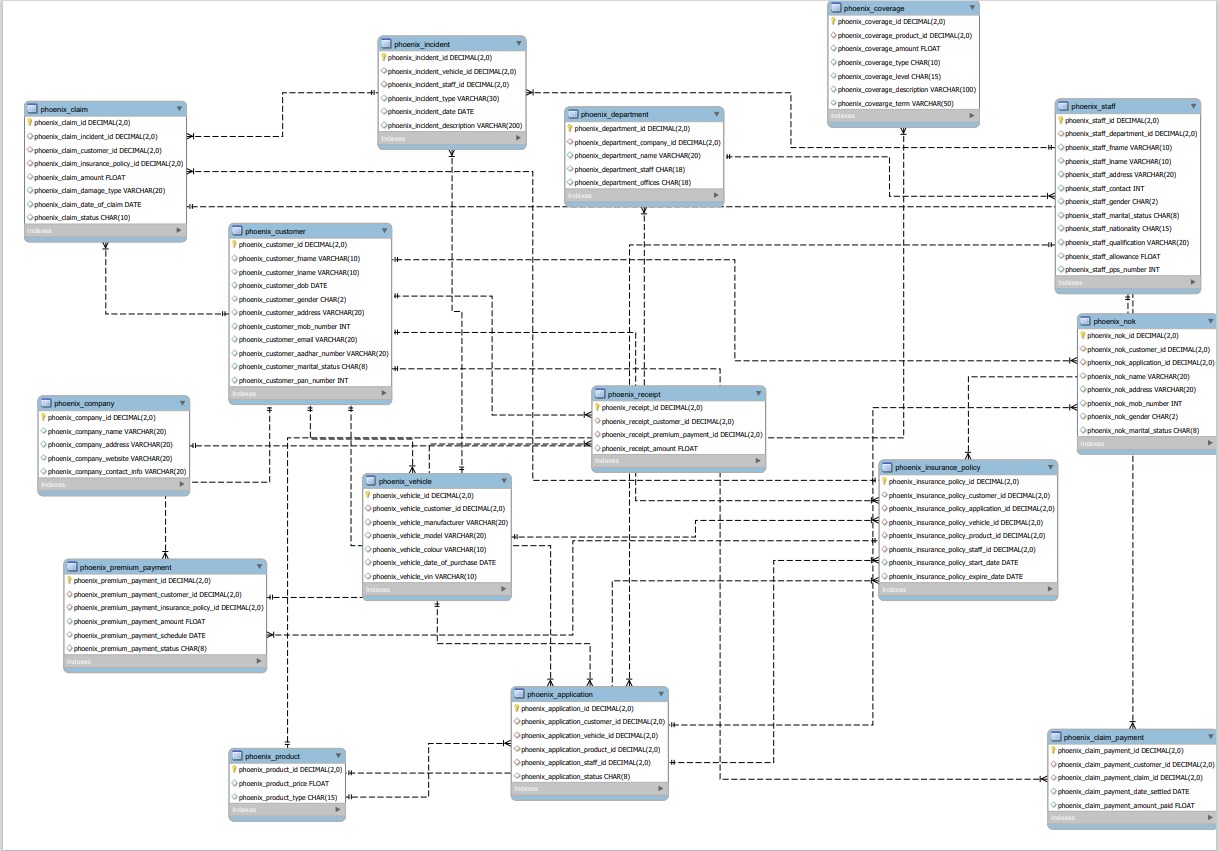 phoenix_coverage
phoenix_coverage_id DECIMAL(2,0)
phoenix_coverage_product_id DECIMAL(2,0)
phoenix_coverage_amount FLOAT
phoenix_coverage_type CHAR(10)
phoenix_coverage_level CHAR(15)
phoenix_coverage_description VARCHAR(100)
phoenix_covearge_term VARCHAR(50)
Indexes
phoenix_incident
phoenix_incident_id DECIMAL(2,0)
phoenix_incident_vehicle_id DECIMAL(2,0)
phoenix_incident_staff_id DECIMAL(2,0)
phoenix_incident_type VARCHAR(30)
phoenix_incident_date DATE
phoenix_incident_description VARCHAR(200)
Indexes
phoenix_claim
phoenix_claim_id DECIMAL(2,0)
phoenix_claim_incident_id DECIMAL(2,0)
phoenix_claim_customer_id DECIMAL(2,0)
phoenix_claim_insurance_policy_id DECIMAL(2,0)
phoenix_claim_amount FLOAT
phoenix_claim_damage_type VARCHAR(20)
phoenix_claim_date_of_claim DATE
phoenix_claim_status CHAR(10)
Indexes
phoenix_department
phoenix_department_id DECIMAL(2,0)
phoenix_department_company_id DECIMAL(2,0)
phoenix_department_name VARCHAR(20)
phoenix_department_staff CHAR(18)
phoenix_department_offices CHAR(18)
Indexes
phoenix_staff
phoenix_staff_id DECIMAL(2,0)
phoenix_staff_department_id DECIMAL(2,0)
phoenix_staff_fname VARCHAR(10)
phoenix_staff_lname VARCHAR(10)
phoenix_staff_address VARCHAR(20)
phoenix_staff_contact INT
phoenix_staff_gender CHAR(2)
phoenix_staff_marital_status CHAR(8)
phoenix_staff_nationality CHAR(15)
phoenix_staff_qualification VARCHAR(20)
phoenix_staff_allowance FLOAT
phoenix_staff_pps_number INT
Indexes
phoenix_customer
phoenix_customer_id DECIMAL(2,0)
phoenix_customer_fname VARCHAR(10)
phoenix_customer_lname VARCHAR(10)
phoenix_customer_dob DATE
phoenix_customer_gender CHAR(2)
phoenix_customer_address VARCHAR(20)
phoenix_customer_mob_number INT
phoenix_customer_email VARCHAR(20)
phoenix_customer_aadhar_number VARCHAR(20)
phoenix_customer_marital_status CHAR(8)
phoenix_customer_pan_number INT
Indexes
phoenix_nok
phoenix_nok_id DECIMAL(2,0)
phoenix_nok_customer_id DECIMAL(2,0)
phoenix_nok_application_id DECIMAL(2,0)
phoenix_nok_name VARCHAR(20)
phoenix_nok_address VARCHAR(20)
phoenix_nok_mob_number INT
phoenix_nok_gender CHAR(2)
phoenix_nok_marital_status CHAR(8)
Indexes
phoenix_company
phoenix_company_id DECIMAL(2,0)
phoenix_company_name VARCHAR(20)
phoenix_company_address VARCHAR(20)
phoenix_company_website VARCHAR(20)
phoenix_company_contact_info VARCHAR(20)
Indexes
phoenix_receipt
phoenix_receipt_id DECIMAL(2,0)
phoenix_receipt_customer_id DECIMAL(2,0)
phoenix_receipt_premium_payment_id DECIMAL(2,0)
phoenix_receipt_amount FLOAT
Indexes
phoenix_vehicle
phoenix_vehicle_id DECIMAL(2,0)
phoenix_vehicle_customer_id DECIMAL(2,0)
phoenix_vehicle_manufacturer VARCHAR(20)
phoenix_vehicle_model VARCHAR(20)
phoenix_vehicle_colour VARCHAR(10)
phoenix_vehicle_date_of_purchase DATE
phoenix_vehicle_vin VARCHAR(10)
Indexes
phoenix_insurance_policy
phoenix_insurance_policy_id DECIMAL(2,0)
phoenix_insurance_policy_customer_id DECIMAL(2,0)
phoenix_insurance_policy_application_id DECIMAL(2,0)
phoenix_insurance_policy_vehicle_id DECIMAL(2,0)
phoenix_insurance_policy_product_id DECIMAL(2,0)
phoenix_insurance_policy_staff_id DECIMAL(2,0)
phoenix_insurance_policy_start_date DATE
phoenix_insurance_policy_expire_date DATE
Indexes
phoenix_premium_payment
phoenix_premium_payment_id DECIMAL(2,0)
phoenix_premium_payment_customer_id DECIMAL(2,0)
phoenix_premium_payment_insurance_policy_id DECIMAL(2,0)
phoenix_premium_payment_amount FLOAT
phoenix_premium_payment_schedule DATE
phoenix_premium_payment_status CHAR(8)
Indexes
phoenix_application
phoenix_application_id DECIMAL(2,0)
phoenix_application_customer_id DECIMAL(2,0)
phoenix_application_vehicle_id DECIMAL(2,0)
phoenix_application_product_id DECIMAL(2,0)
phoenix_application_staff_id DECIMAL(2,0)
phoenix_application_status CHAR(8)
Indexes
phoenix_product
phoenix_product_id DECIMAL(2,0)
phoenix_product_price FLOAT
phoenix_product_type CHAR(15)
Indexes
phoenix_claim_payment
phoenix_claim_payment_id DECIMAL(2,0)
phoenix_claim_payment_customer_id DECIMAL(2,0)
phoenix_claim_payment_claim_id DECIMAL(2,0)
phoenix_claim_payment_date_settled DATE
phoenix_claim_payment_amount_paid FLOAT
Indexes